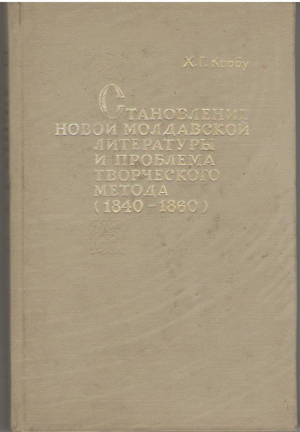 Х. Г. Корбу
СТАНОВЛЕНИЕ
НОВОЙ МОЛДАВСКОЙ
ЛИТЕРАТУРЫ
И ПРОБЛЕМА
ТВОРЧЕСКОГО
МЕТОДА
(1840-1860)